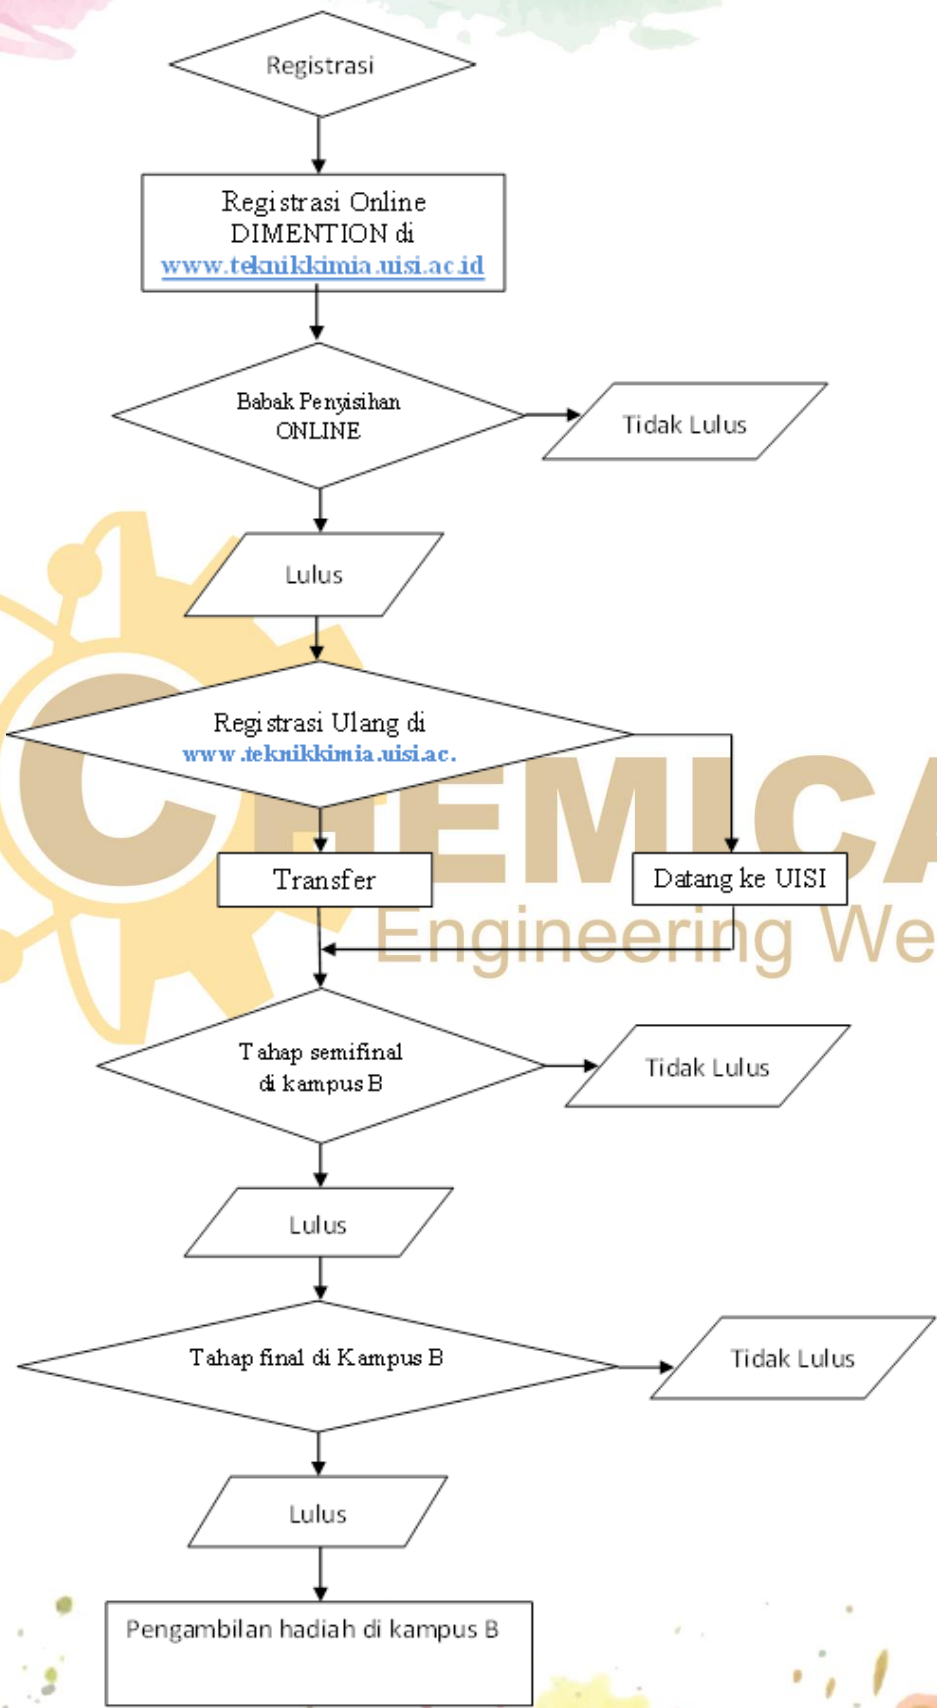 Registrasi
Registrasi Online
DIMENTION di
www.teknikkimia.uisi.ac.id
Babak Penyisihan
ONLINE
Tidak Lulus
Lulus
Registrasi Ulang di
www.teknikkimia.uisi.ac.
CHEMICA
Transfer
Datang ke UISI
Engineering We
Tahap semifinal
di kampus B
Tidak Lulus
Lulus
Tahap final di Kampus B
Tidak Lulus
Lulus
Pengambilan hadiah di kampus B